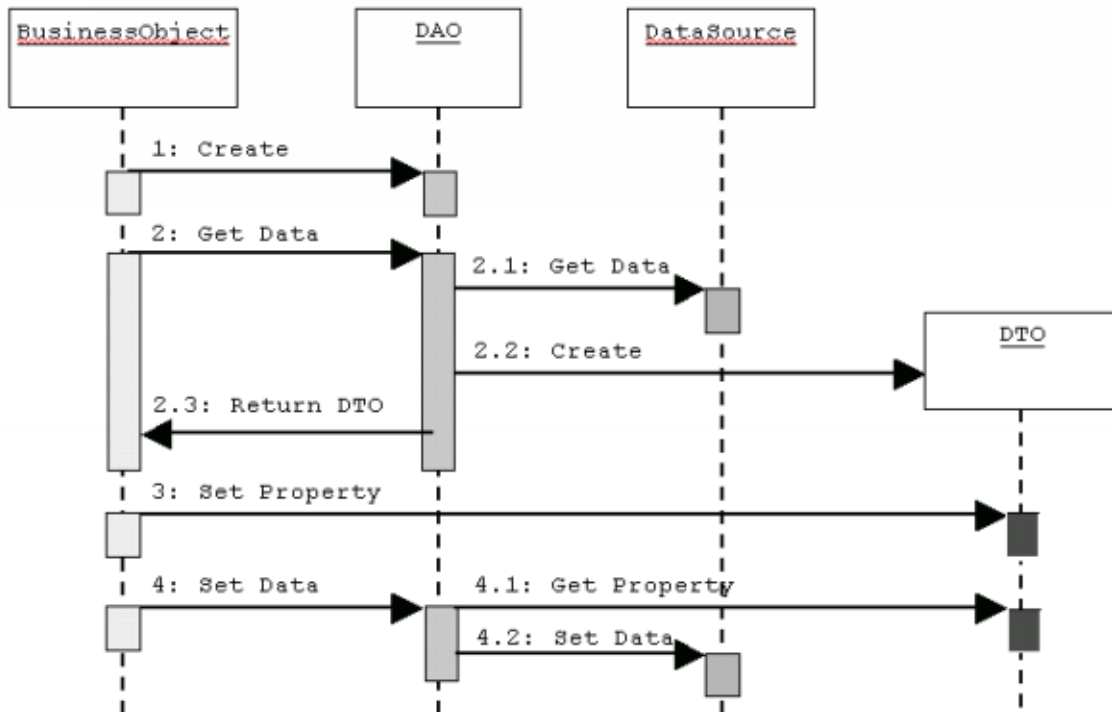 BusinessObject
DAO
DataSource
1: Create
2: Get Data
2.1: Get Data
DTO
2.2: Create
2.3: Return DTO
3: Set Property
4: Set Data
4.1: Get Property
4.2: Set Data